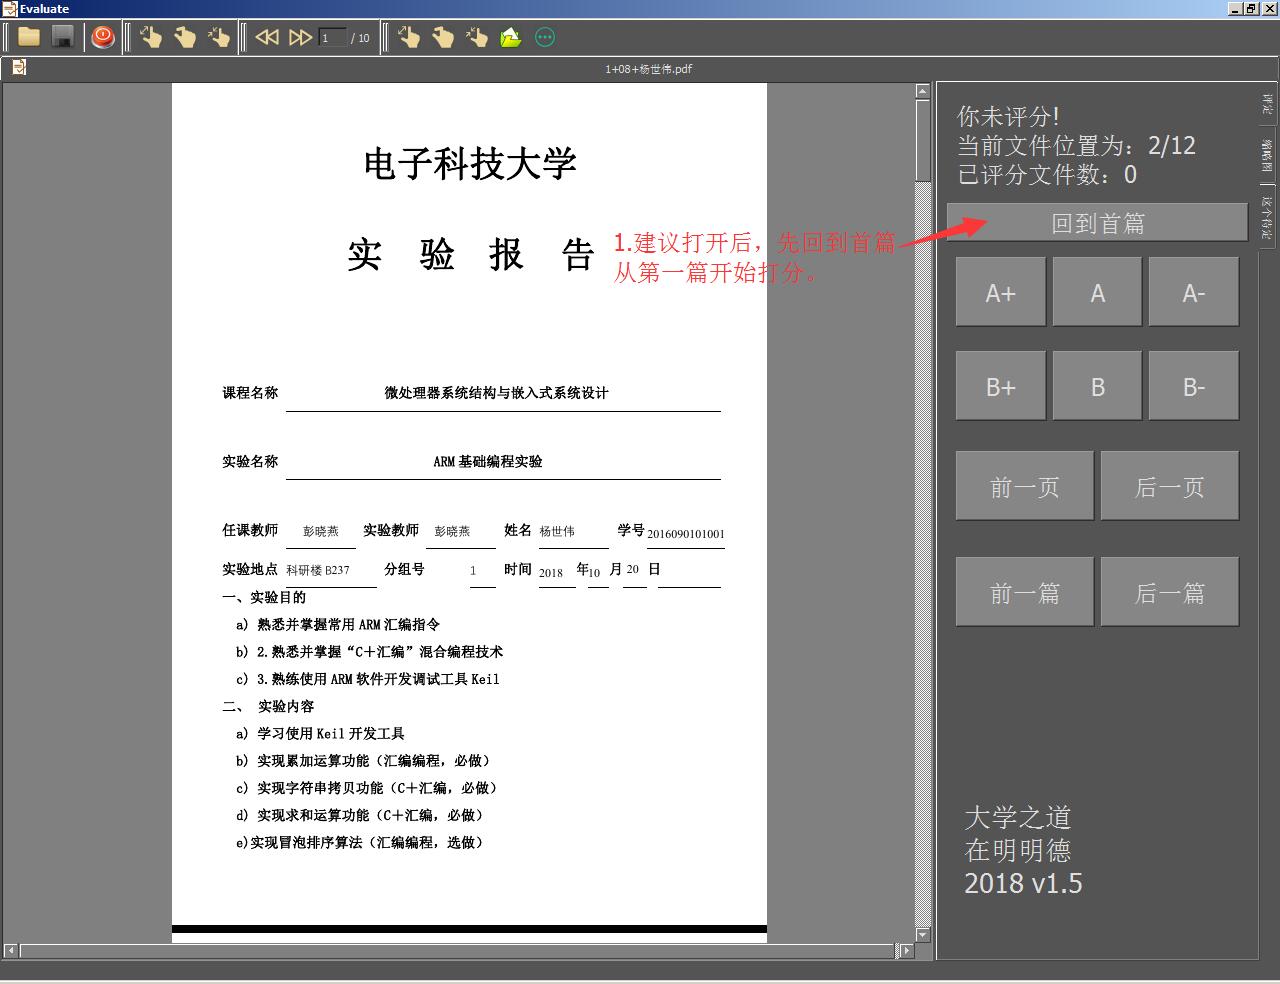 Evaluate
1 / 10
1+08+杨世伟.pdf
电子科技大学
实 验 报 告
1.建议打开后，先回到首篇
从第一篇开始打分。
课程名称 微处理器系统结构与嵌入式系统设计
实验名称 ARM 基础编程实验
任课教师 彭晓燕 实验教师 彭晓燕 姓名 杨世伟 学号 2016090101001
实验地点 科研楼 B237 分组号 1 时间 2018 年10 月 20 日
一、实验目的
a) 熟悉并掌握常用 ARM 汇编指令
b) 2.熟悉并掌握“C＋汇编”混合编程技术
c) 3.熟练使用 ARM 软件开发调试工具 Keil
二、 实验内容
a) 学习使用 Keil 开发工具
b) 实现累加运算功能（汇编编程，必做）
c) 实现字符串拷贝功能（C＋汇编，必做）
d) 实现求和运算功能（C＋汇编，必做）
e)实现冒泡排序算法（汇编编程，选做）
你未评分!
当前文件位置为：2/12
已评分文件数：0
回到首篇
A+ A A-
B+ B B-
前一页 后一页
前一篇 后一篇
大学之道
在明明德
2018 v1.5
评定
缩略图
这个待定